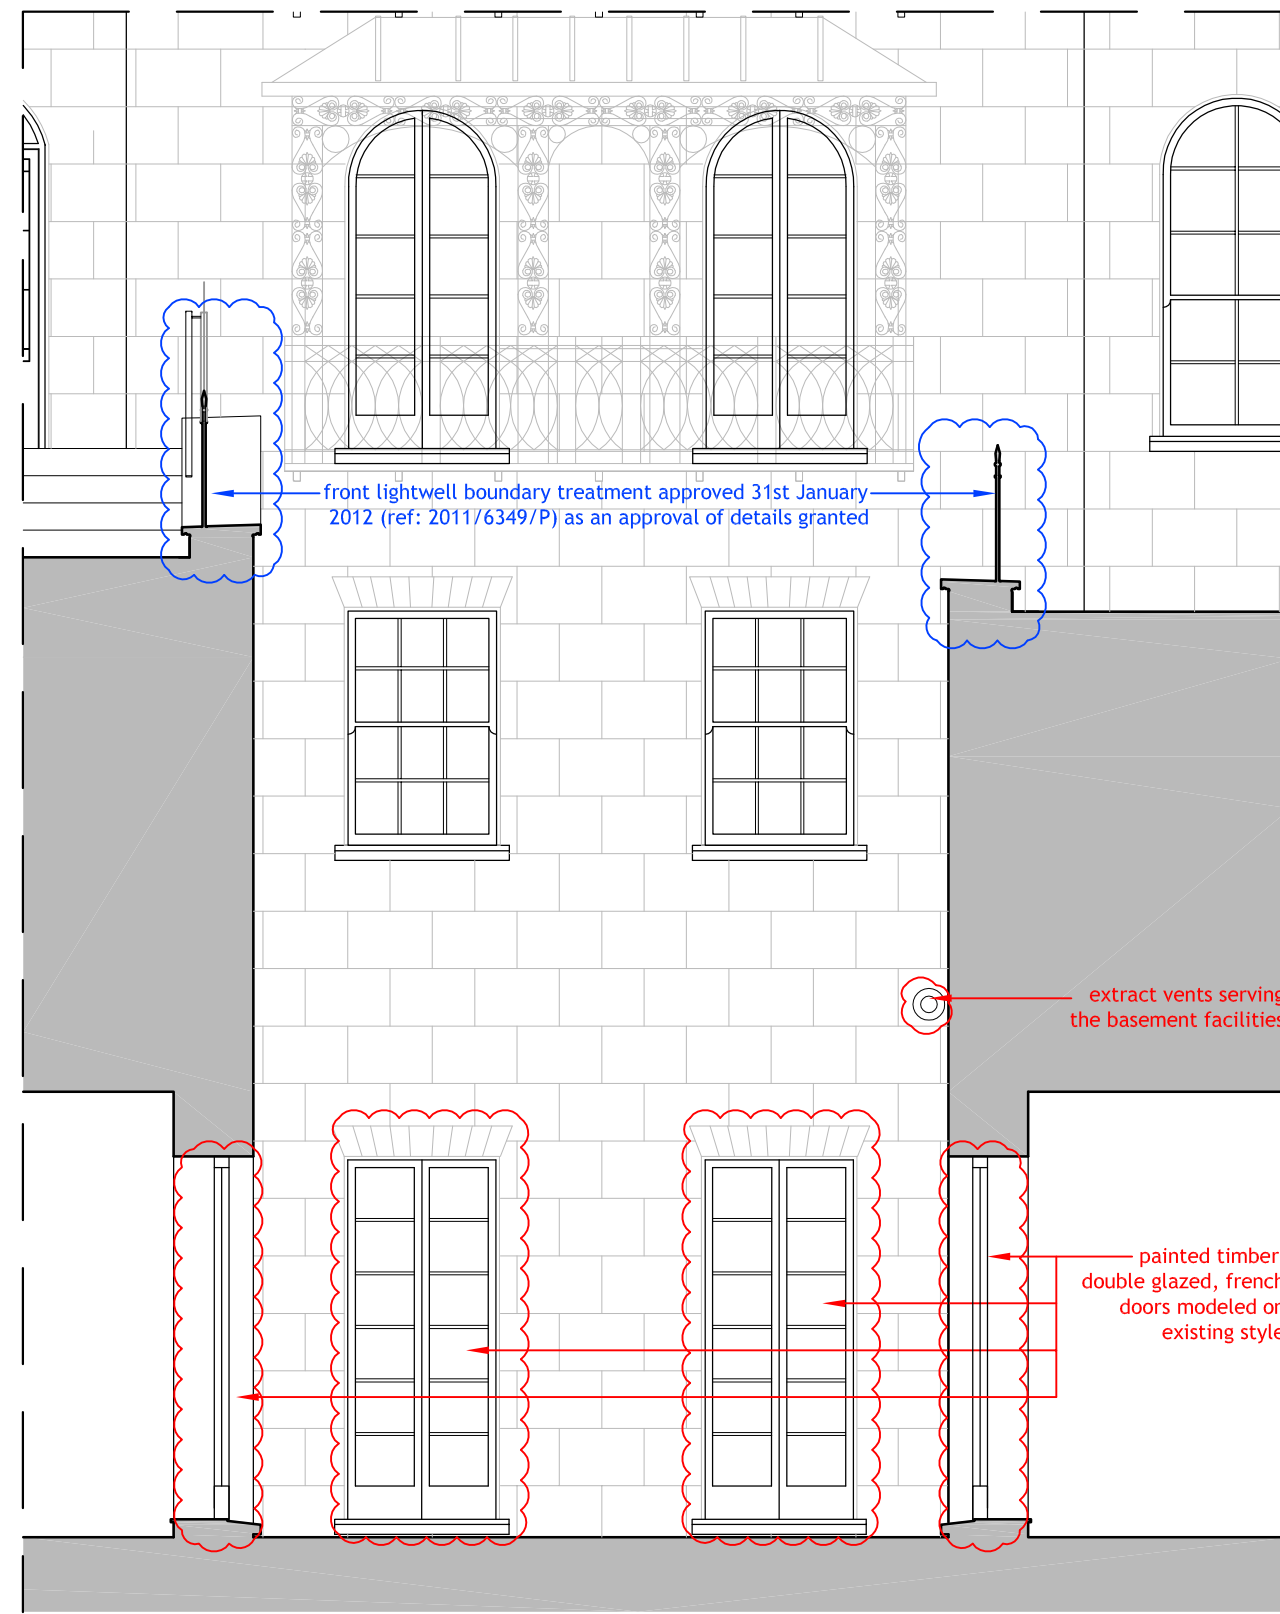 front lightwell boundary treatment approved 31st January
2012 (ref: 2011/6349/P) as an approval of details granted
extract vents serving
the basement facilities
painted timber
double glazed, french
doors modeled on
existing style